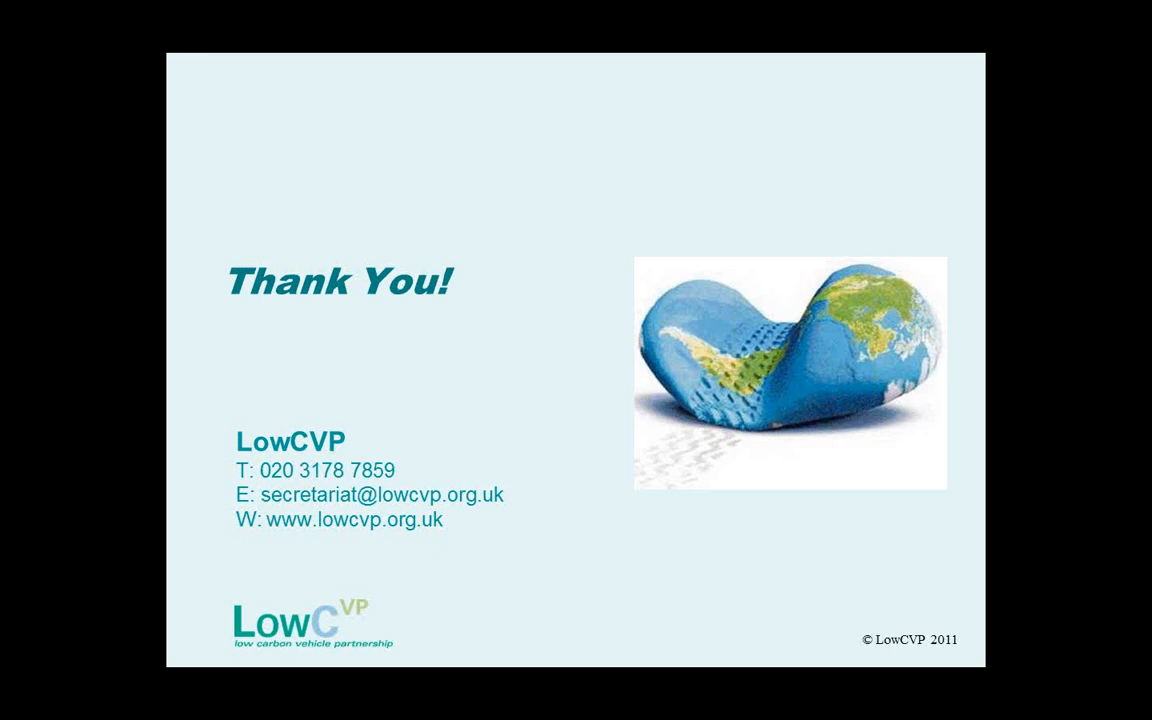 Thank You!
LowCVP
T: 020 3178 7859
E: secretariat@lowcvp.org.uk
W: www.lowcvp.org.uk
LowCVP
low carbon vehicle partnership
© LowCVP 2011